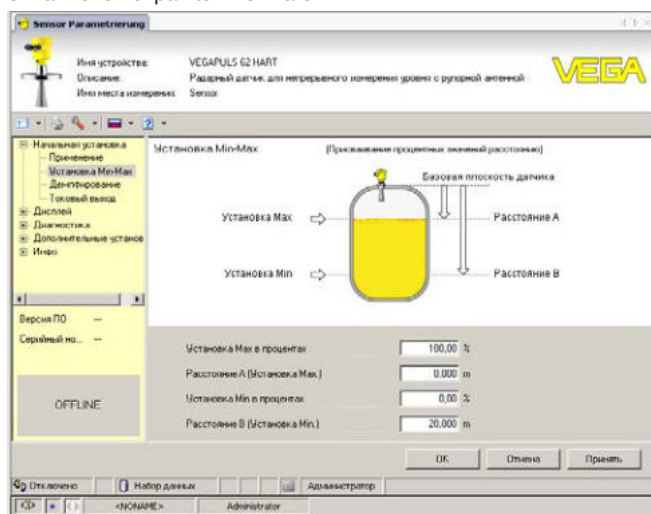 Sensor Parametrierung
Имя устройства: VEGAPULS 62 HART
Описание: Радарный датчик для непрерывного измерения уровня с рупорной антенной
Имя места измерения: Sensor
VEGA
Начальная установка
Применение
Установка Min-Max
Демпфирование
Токовый выход
Дисплей
Диагностика
Дополнительные установ
Инфо
Версия ПО ---
Серийный но... ---
OFFLINE
Установка Min-Max (Присваивание процентных значений расстоянию)
Базовая плоскость датчика
Установка Max
Расстояние A
Установка Min
Расстояние B
Установка Max в процентах 100,00 %
Расстояние A (Установка Max.) 0.000 m
Установка Min в процентах 0,00 %
Расстояние B (Установка Min.) 20,000 m
OK Отмена Принять
Отключено Набор данных Администратор
<NONAME> Administrator